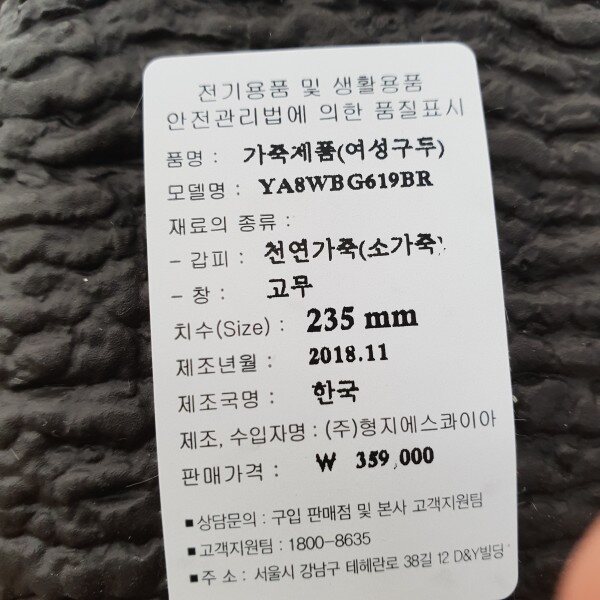 전기용품 및 생활용품
안전관리법에 의한 품질표시
품명 : 가죽제품(여성구두)
모델명 : YA8WBG619BR
재료의 종류 :
- 갑피 : 천연가죽(소가죽)
- 창 : 고무
치수(Size) : 235 mm
제조년월 : 2018.11
제조국명 : 한국
제조, 수입자명 : (주)형지에스콰이아
판매가격 : ₩ 359,000
■ 상담문의 : 구입 판매점 및 본사 고객지원팀
■ 고객지원팀 : 1800-8635
■ 주 소 : 서울시 강남구 테헤란로 38길 12 D&Y빌딩